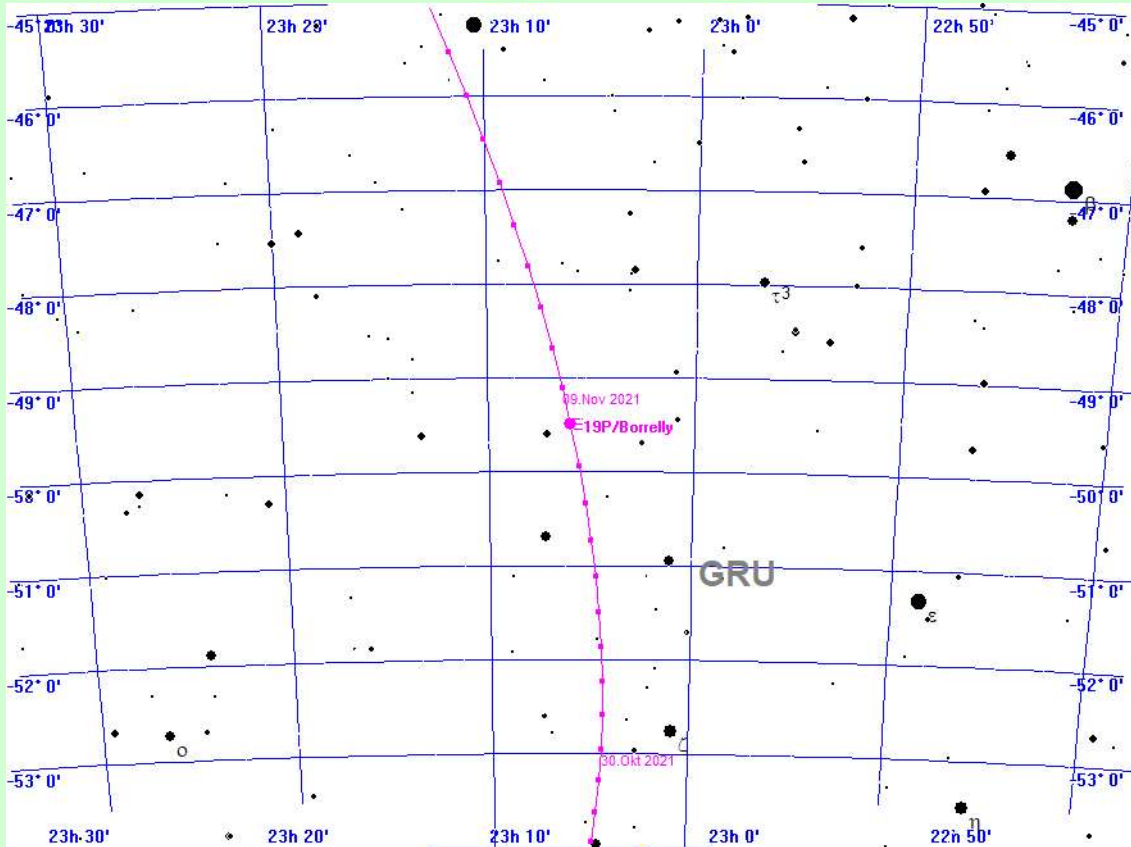 -45°0' 23h 30' 23h 20' 23h 10' 23h 0' 22h 50' -45° 0'
-46° 0' -46° 0'
β
-47° 0' -47° 0'
τ3
-48° 0' -48° 0'
-49° 0' -49° 0'
09.Nov 2021
E19P/Borrelly
-50° 0' -50° 0'
GRU
-51° 0' -51° 0'
ε
-52° 0' -52° 0'
ο ζ
30.Okt 2021
-53° 0' -53° 0'
η
23h 30' 23h 20' 23h 10' 23h 0' 22h 50'